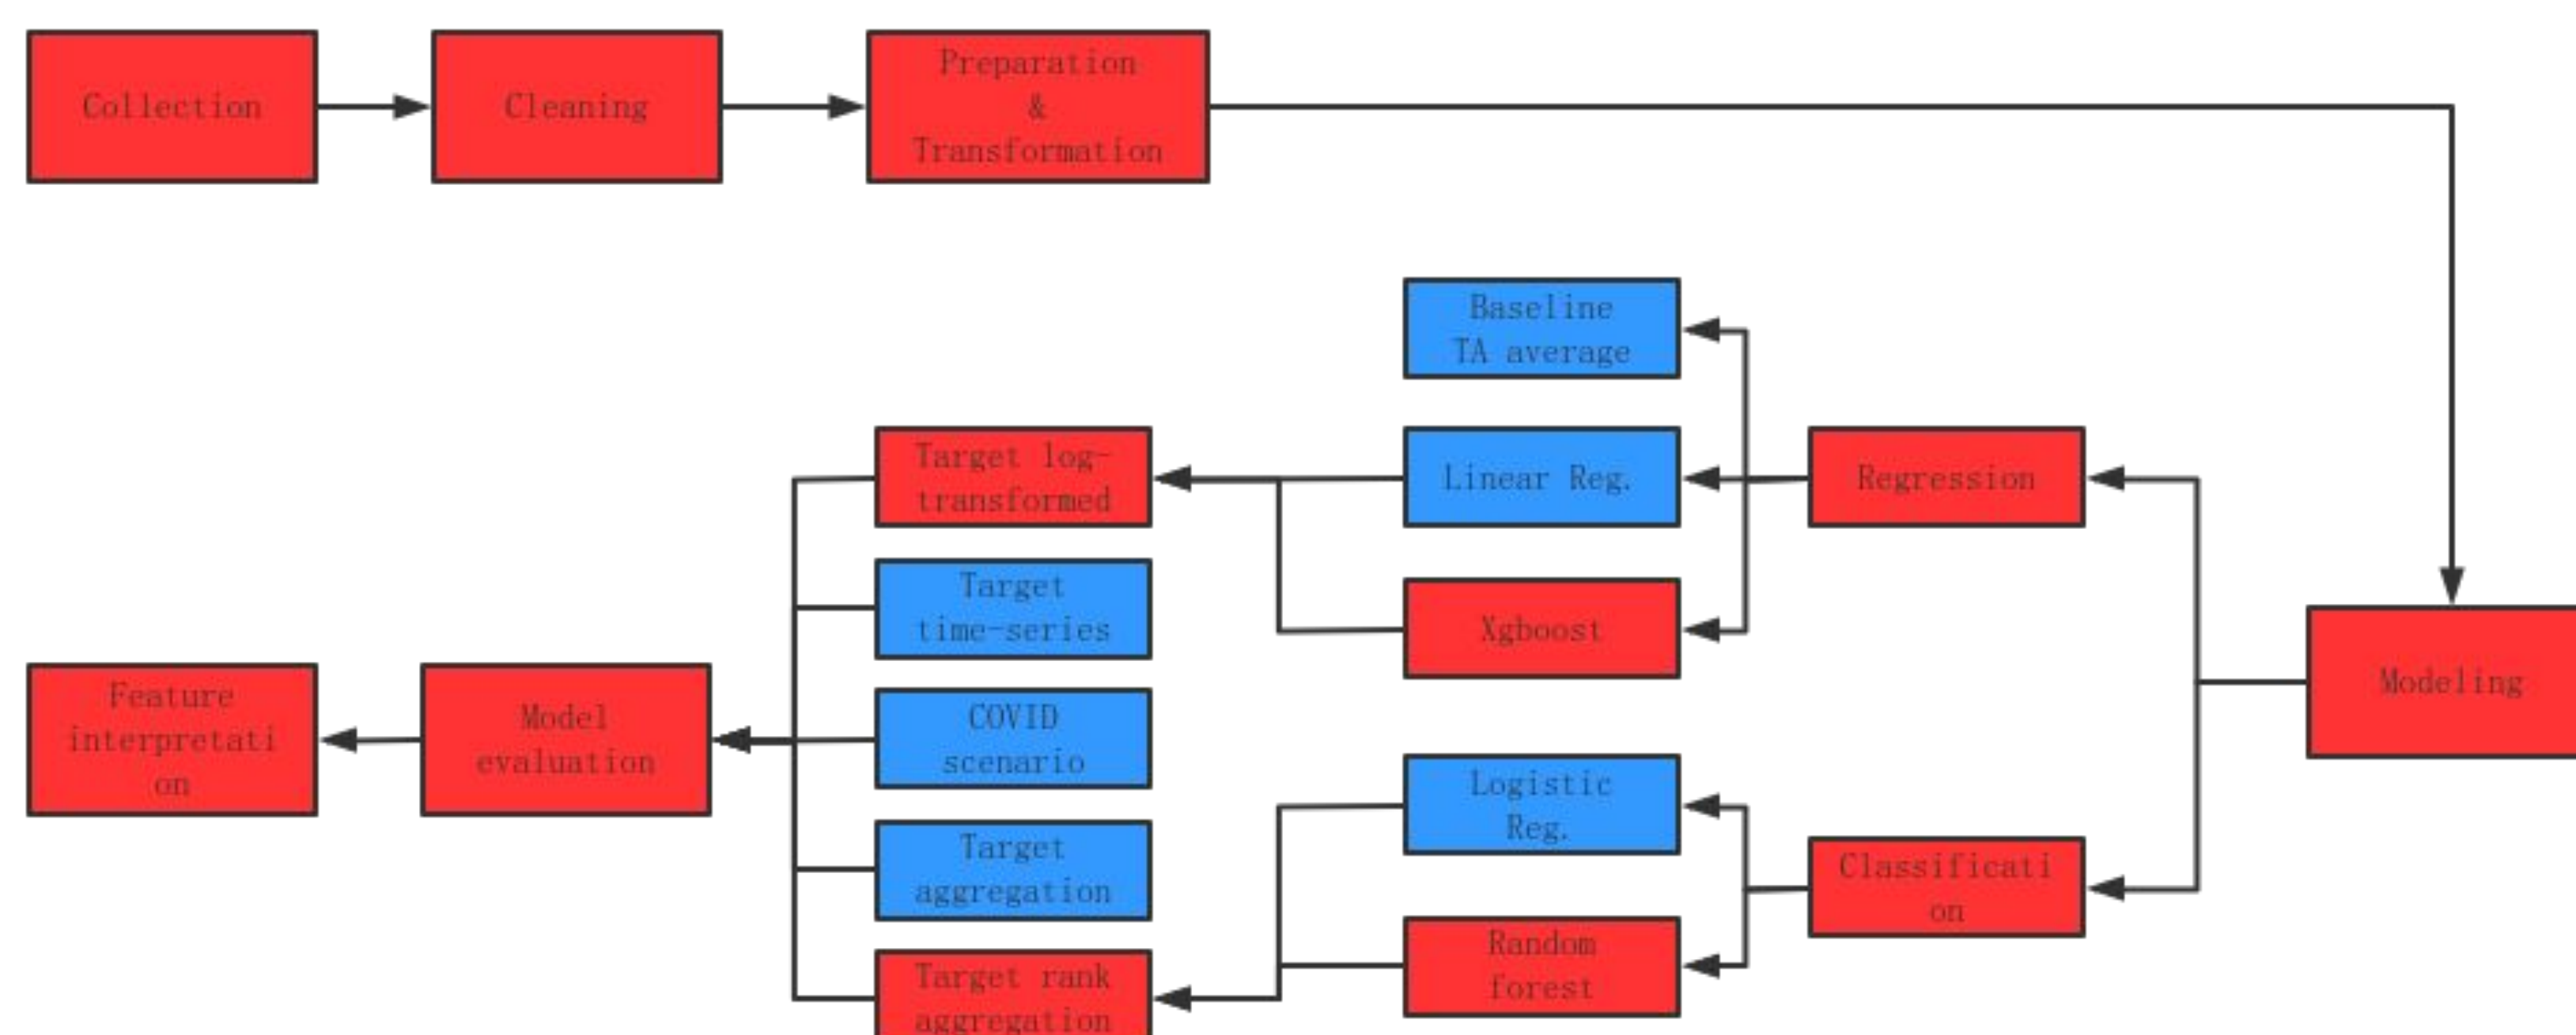 Collection
Cleaning
Preparation
&
Transformation
Baseline
TA average
Target log-
transformed
Linear Reg.
Regression
Target
time-series
Xgboost
Modeling
Feature
interpretati
on
Model
evaluation
COVID
scenario
Logistic
Reg.
Target
aggregation
Classificati
on
Random
forest
Target rank
aggregation